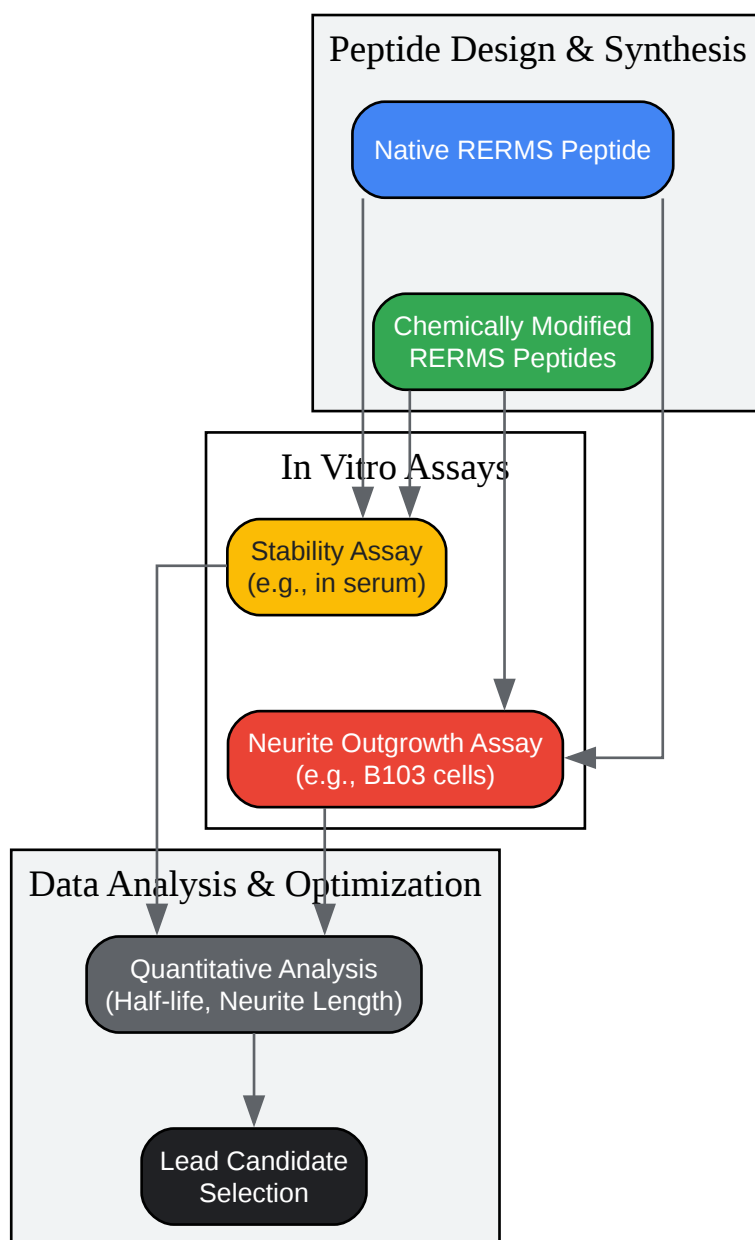 Peptide Design & Synthesis
Native RERMS Peptide
Chemically Modified
RERMS Peptides
In Vitro Assays
Stability Assay
(e.g., in serum)
Neurite Outgrowth Assay
(e.g., B103 cells)
Data Analysis & Optimization
Quantitative Analysis
(Half-life, Neurite Length)
Lead Candidate
Selection